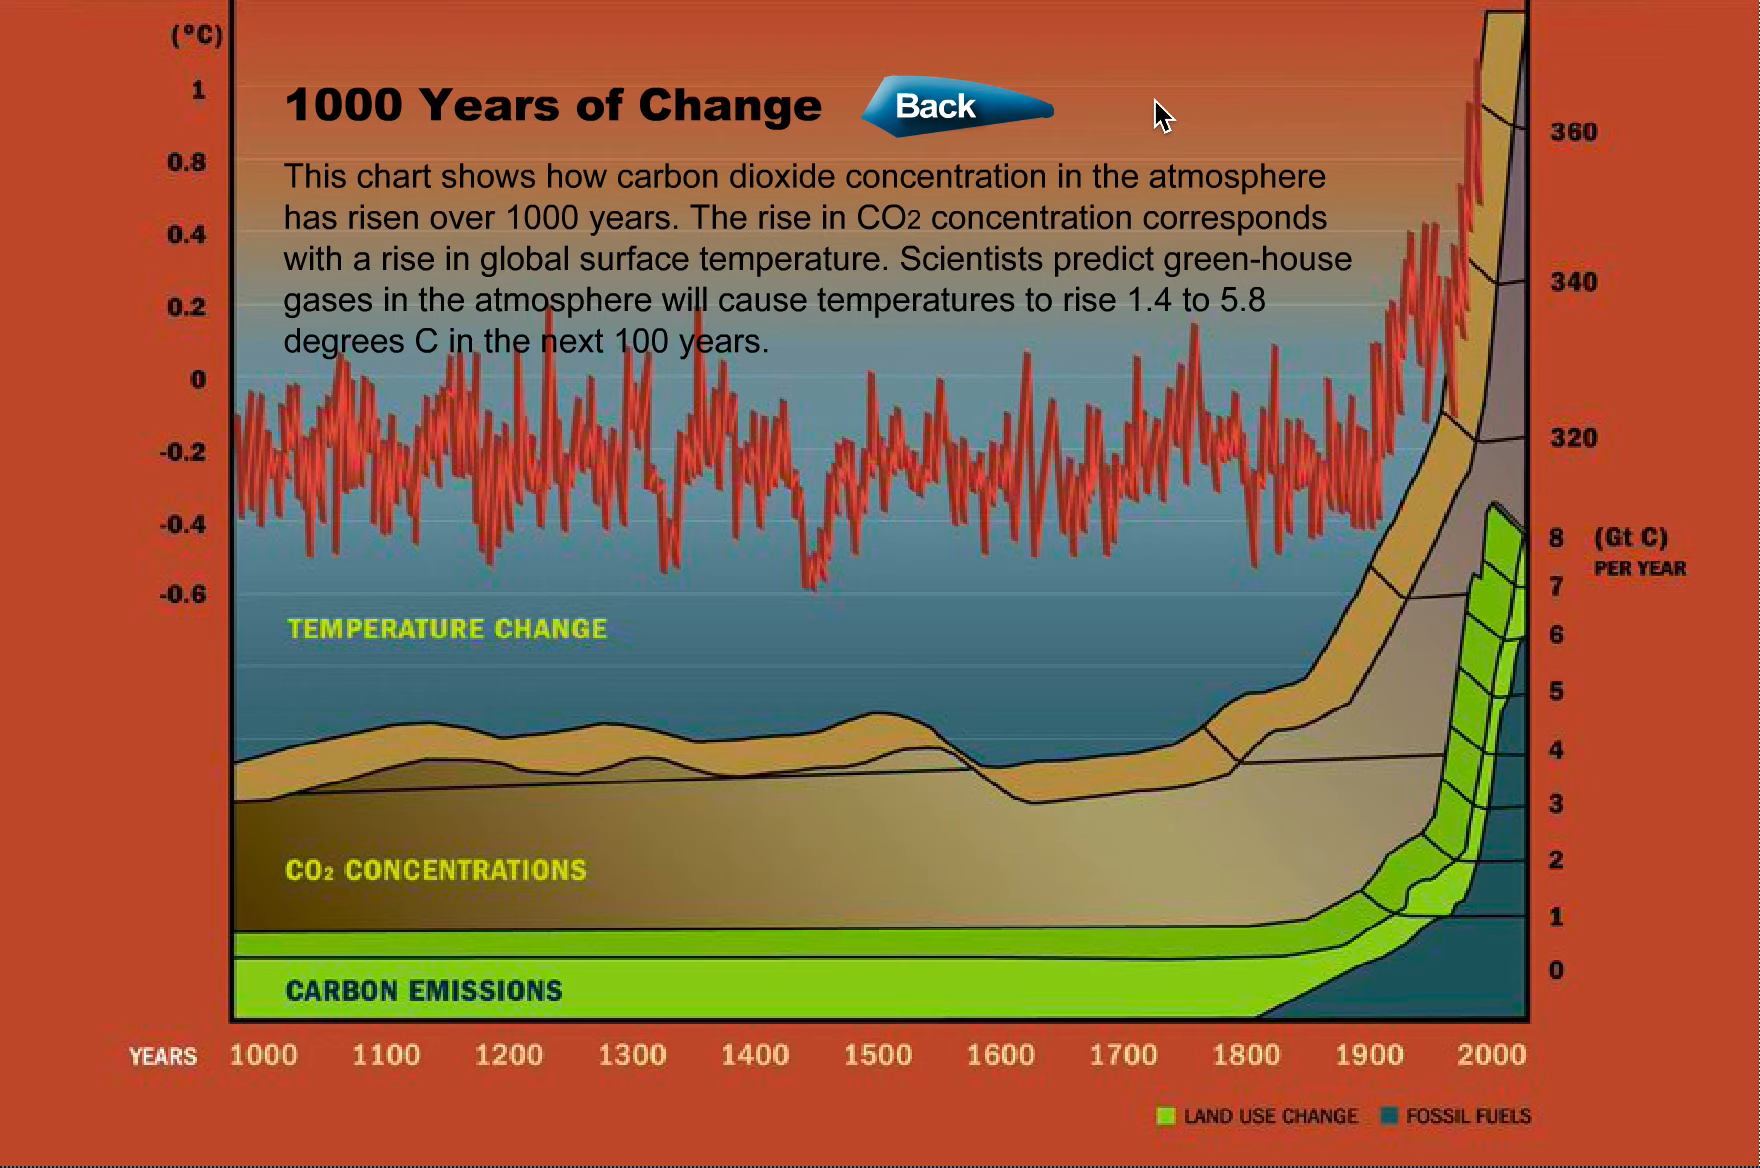 (°C)
1
0.8
0.4
0.2
0
-0.2
-0.4
-0.6
1000 Years of Change
Back
This chart shows how carbon dioxide concentration in the atmosphere
has risen over 1000 years. The rise in CO2 concentration corresponds
with a rise in global surface temperature. Scientists predict green-house
gases in the atmosphere will cause temperatures to rise 1.4 to 5.8
degrees C in the next 100 years.
TEMPERATURE CHANGE
CO2 CONCENTRATIONS
CARBON EMISSIONS
360
340
320
8 (Gt C)
PER YEAR
7
6
5
4
3
2
1
0
YEARS 1000 1100 1200 1300 1400 1500 1600 1700 1800 1900 2000
LAND USE CHANGE FOSSIL FUELS